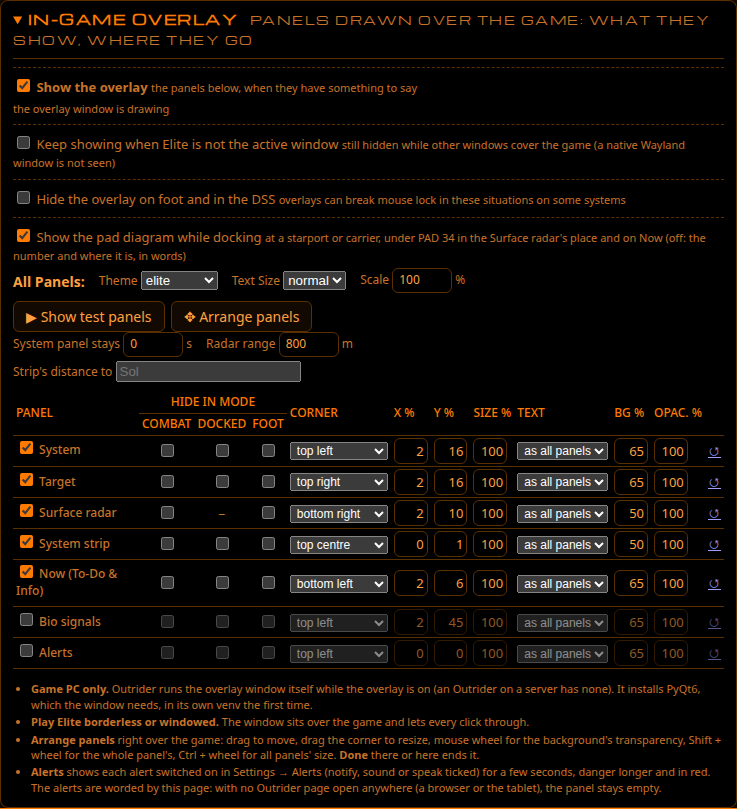 ▼ IN-GAME OVERLAY PANELS DRAWN OVER THE GAME: WHAT THEY
SHOW, WHERE THEY GO
Show the overlay the panels below, when they have something to say
the overlay window is drawing
Keep showing when Elite is not the active window still hidden while other windows cover the game (a native Wayland
window is not seen)
Hide the overlay on foot and in the DSS overlays can break mouse lock in these situations on some systems
Show the pad diagram while docking at a starport or carrier, under PAD 34 in the Surface radar's place and on Now (off: the
number and where it is, in words)
All Panels: Theme elite Text Size normal Scale 100 %
▶ Show test panels ✥ Arrange panels
System panel stays 0 s Radar range 800 m
Strip's distance to Sol
HIDE IN MODE
PANEL COMBAT DOCKED FOOT CORNER X % Y % SIZE % TEXT BG % OPAC. %
System top left 2 16 100 as all panels 65 100 ↺
Target top right 2 16 100 as all panels 65 100 ↺
Surface radar – bottom right 2 10 100 as all panels 50 100 ↺
System strip top centre 0 1 100 as all panels 50 100 ↺
Now (To-Do &
Info) bottom left 2 6 100 as all panels 65 100 ↺
Bio signals top left 2 45 100 as all panels 65 100 ↺
Alerts top left 0 0 100 as all panels 65 100 ↺
• Game PC only. Outrider runs the overlay window itself while the overlay is on (an Outrider on a server has none). It installs PyQt6,
which the window needs, in its own venv the first time.
• Play Elite borderless or windowed. The window sits over the game and lets every click through.
• Arrange panels right over the game: drag to move, drag the corner to resize, mouse wheel for the background's transparency, Shift +
wheel for the whole panel's, Ctrl + wheel for all panels' size. Done there or here ends it.
• Alerts shows each alert switched on in Settings → Alerts (notify, sound or speak ticked) for a few seconds, danger longer and in red.
The alerts are worded by this page: with no Outrider page open anywhere (a browser or the tablet), the panel stays empty.